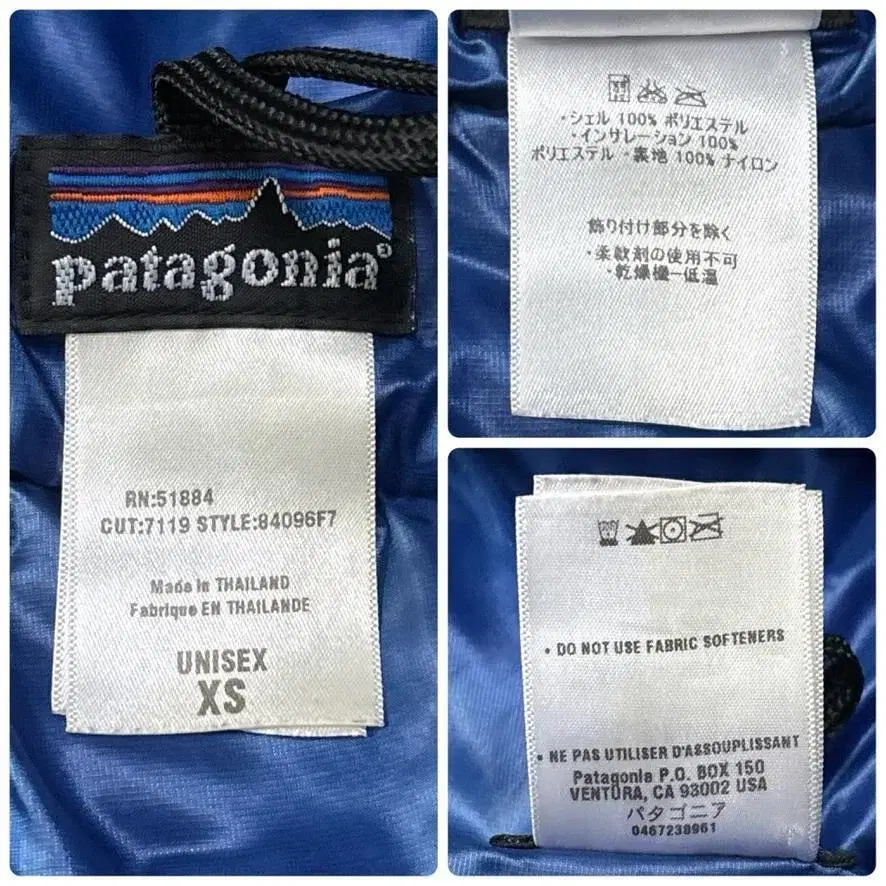 patagonia®
RN:51884
CUT:7119 STYLE:84096F7
Made in THAILAND
Fabrique EN THAILANDE
UNISEX
XS
・シェル 100% ポリエステル
・インサレーション 100%
ポリエステル・裏地 100% ナイロン
飾り付け部分を除く
・柔軟剤の使用不可
・乾燥機ー低温
• DO NOT USE FABRIC SOFTENERS
• NE PAS UTILISER D'ASSOUPLISSANT
Patagonia P.O. BOX 150
VENTURA, CA 93002 USA
パタゴニア
0467238961